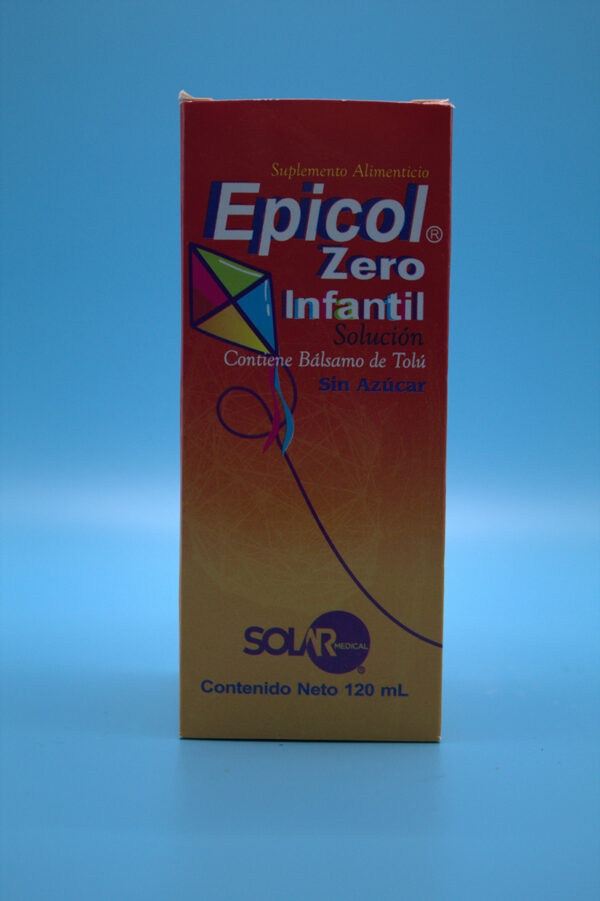 Suplemento Alimenticio
Epicol®
Zero
Infantil
Solución
Contiene Bálsamo de Tolú
Sin Azúcar
SOLAR MEDICAL ®
Contenido Neto 120 mL